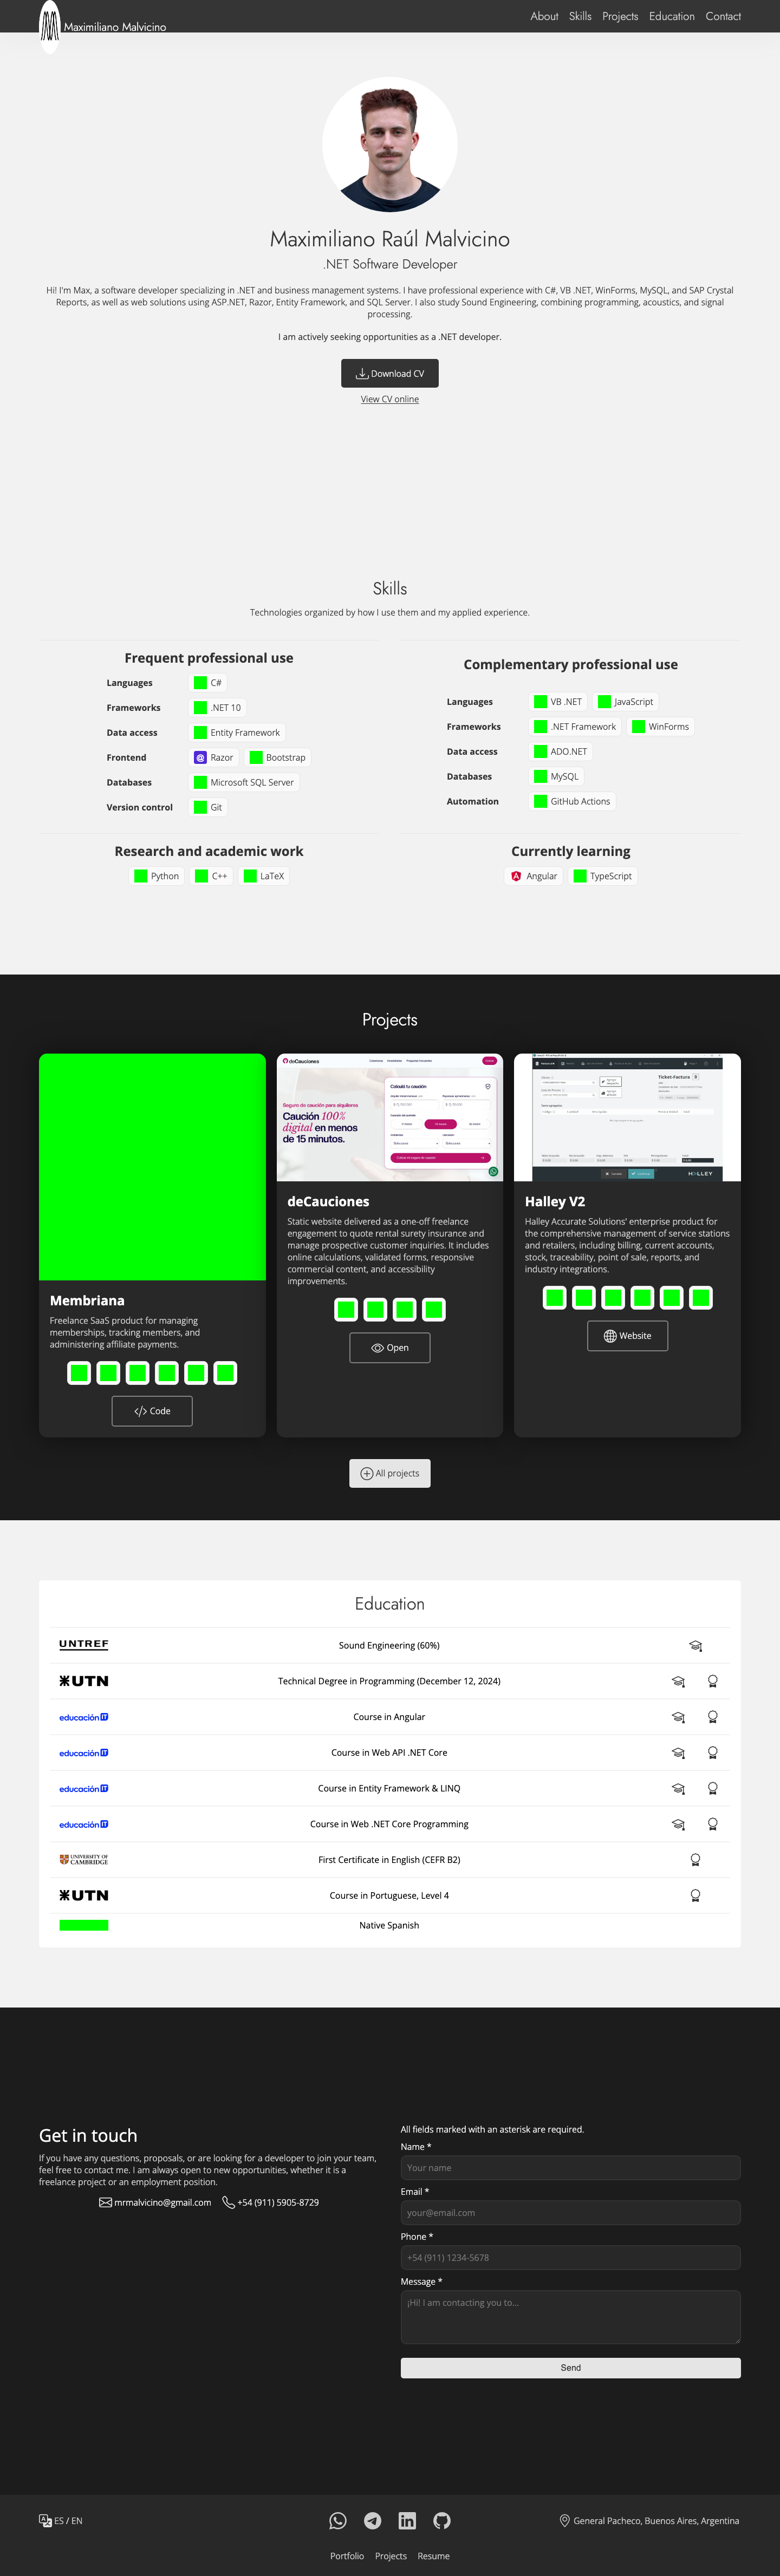 Maximiliano Malvicino
About Skills Projects Education Contact
Maximiliano Raúl Malvicino
.NET Software Developer
Hi! I'm Max, a software developer specializing in .NET and business management systems. I have professional experience with C#, VB .NET, WinForms, MySQL, and SAP Crystal
Reports, as well as web solutions using ASP.NET, Razor, Entity Framework, and SQL Server. I also study Sound Engineering, combining programming, acoustics, and signal
processing.
I am actively seeking opportunities as a .NET developer.
Download CV
View CV online
Skills
Technologies organized by how I use them and my applied experience.
Frequent professional use
Languages C#
Frameworks .NET 10
Data access Entity Framework
Frontend Razor Bootstrap
Databases Microsoft SQL Server
Version control Git
Complementary professional use
Languages VB .NET JavaScript
Frameworks .NET Framework WinForms
Data access ADO.NET
Databases MySQL
Automation GitHub Actions
Research and academic work
Python C++ LaTeX
Currently learning
Angular TypeScript
Projects
Membriana
Freelance SaaS product for managing
memberships, tracking members, and
administering affiliate payments.
Code
deCauciones
Seguro de caución para alquileres
Caución 100%
digital en menos
de 15 minutos.
Calculá tu caución
deCauciones
Static website delivered as a one-off freelance
engagement to quote rental surety insurance and
manage prospective customer inquiries. It includes
online calculations, validated forms, responsive
commercial content, and accessibility
improvements.
Open
Ticket-Factura
HALLEY
Halley V2
Halley Accurate Solutions' enterprise product for
the comprehensive management of service stations
and retailers, including billing, current accounts,
stock, traceability, point of sale, reports, and
industry integrations.
Website
All projects
Education
UNTREF Sound Engineering (60%)
UTN Technical Degree in Programming (December 12, 2024)
educación IT Course in Angular
educación IT Course in Web API .NET Core
educación IT Course in Entity Framework & LINQ
educación IT Course in Web .NET Core Programming
UNIVERSITY OF CAMBRIDGE First Certificate in English (CEFR B2)
UTN Course in Portuguese, Level 4
Native Spanish
Get in touch
If you have any questions, proposals, or are looking for a developer to join your team,
feel free to contact me. I am always open to new opportunities, whether it is a
freelance project or an employment position.
mrmalvicino@gmail.com +54 (911) 5905-8729
All fields marked with an asterisk are required.
Name *
Your name
Email *
your@email.com
Phone *
+54 (911) 1234-5678
Message *
¡Hi! I am contacting you to...
Send
ES / EN
General Pacheco, Buenos Aires, Argentina
Portfolio Projects Resume